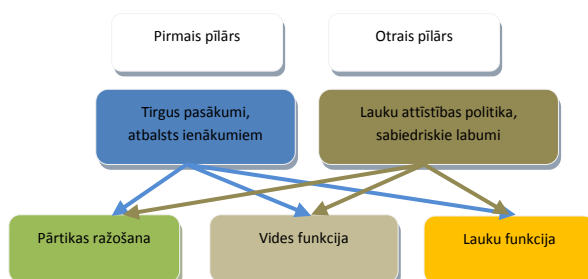 Pirmais pīlārs
Otrais pīlārs
Tirgus pasākumi,
atbalsts ienākumiem
Lauku attīstības politika,
sabiedriskie labumi
Pārtikas ražošana
Vides funkcija
Lauku funkcija